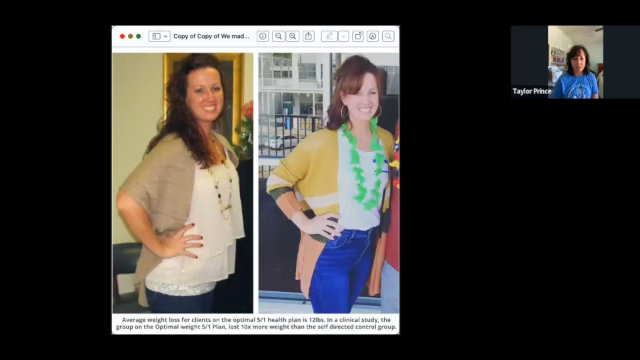 Copy of Copy of We mad...
Taylor Prince
Average weight loss for clients on the optimal 5/1 health plan is 12lbs. In a clinical study, the
group on the Optimal weight 5/1 Plan, lost 10x more weight than the self directed control group.